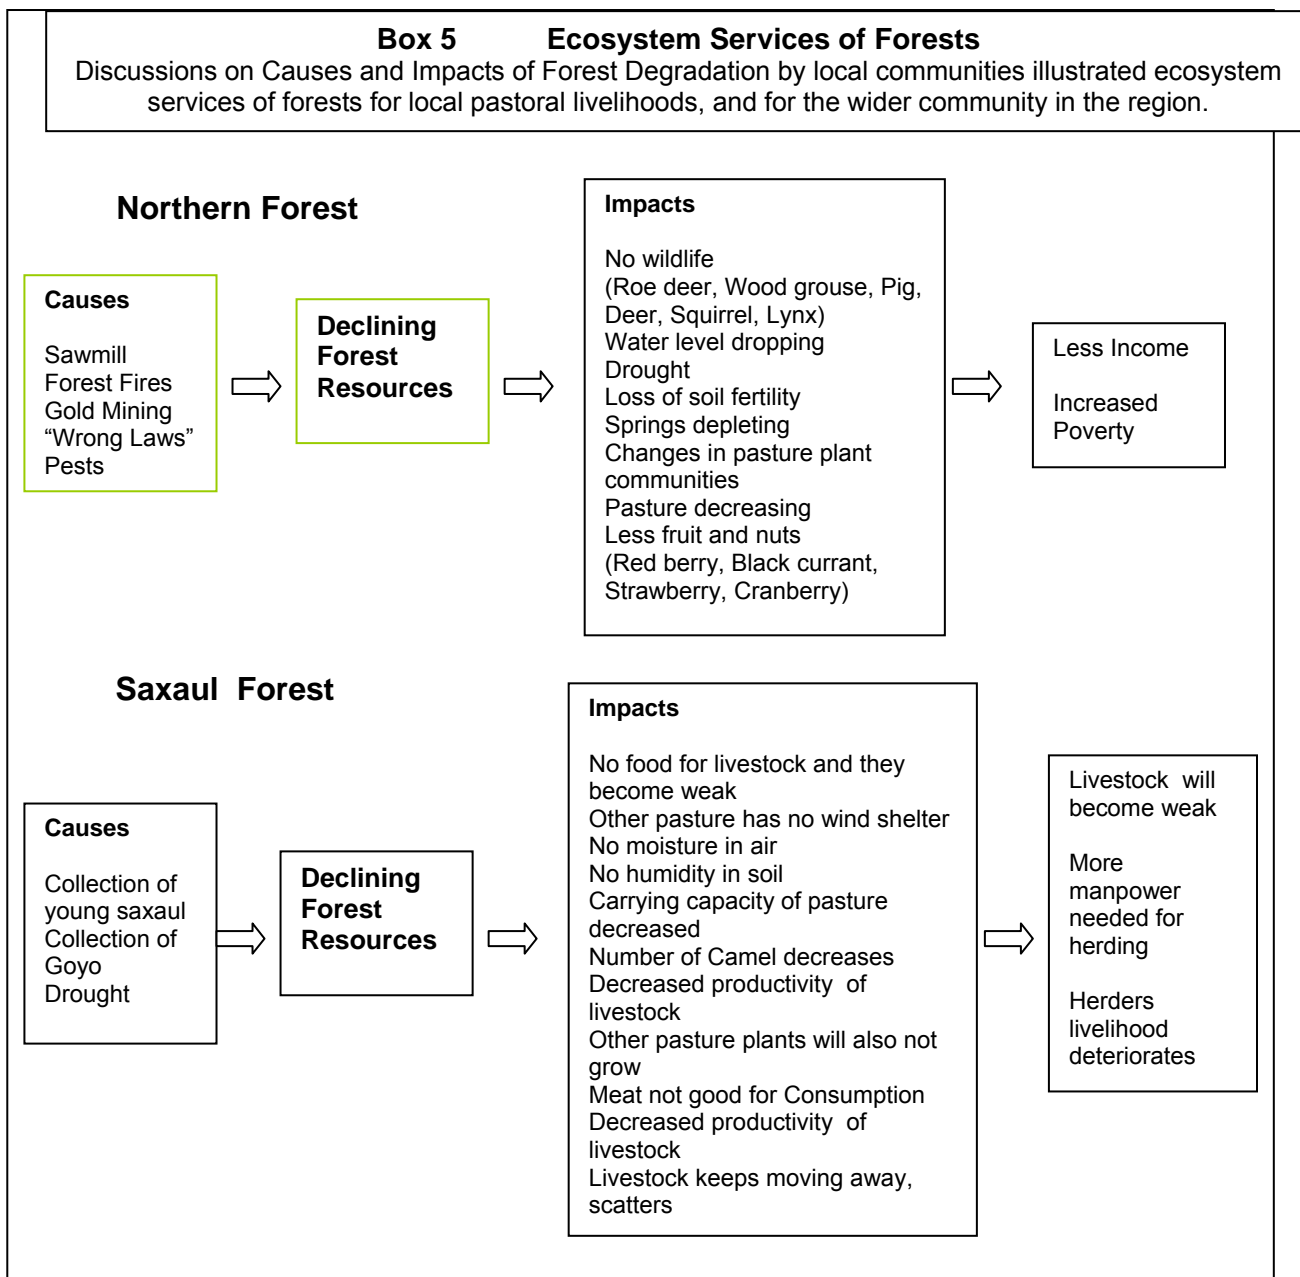 Box 5 Ecosystem Services of Forests
Discussions on Causes and Impacts of Forest Degradation by local communities illustrated ecosystem
services of forests for local pastoral livelihoods, and for the wider community in the region.
Northern Forest
Causes
Sawmill
Forest Fires
Gold Mining
“Wrong Laws”
Pests
Declining
Forest
Resources
Impacts
No wildlife
(Roe deer, Wood grouse, Pig,
Deer, Squirrel, Lynx)
Water level dropping
Drought
Loss of soil fertility
Springs depleting
Changes in pasture plant
communities
Pasture decreasing
Less fruit and nuts
(Red berry, Black currant,
Strawberry, Cranberry)
Less Income
Increased
Poverty
Saxaul Forest
Causes
Collection of
young saxaul
Collection of
Goyo
Drought
Declining
Forest
Resources
Impacts
No food for livestock and they
become weak
Other pasture has no wind shelter
No moisture in air
No humidity in soil
Carrying capacity of pasture
decreased
Number of Camel decreases
Decreased productivity of
livestock
Other pasture plants will also not
grow
Meat not good for Consumption
Decreased productivity of
livestock
Livestock keeps moving away,
scatters
Livestock will
become weak
More
manpower
needed for
herding
Herders
livelihood
deteriorates